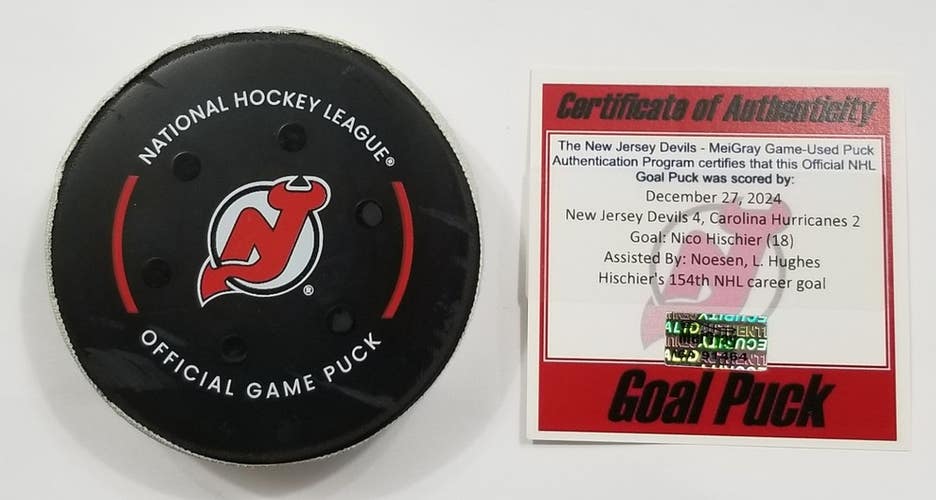 NATIONAL HOCKEY LEAGUE®
®
OFFICIAL GAME PUCK
Certificate of Authenticity
The New Jersey Devils - MeiGray Game-Used Puck
Authentication Program certifies that this Official NHL
Goal Puck was scored by:
December 27, 2024
New Jersey Devils 4, Carolina Hurricanes 2
Goal: Nico Hischier (18)
Assisted By: Noesen, L. Hughes
Hischier's 154th NHL career goal
Goal Puck